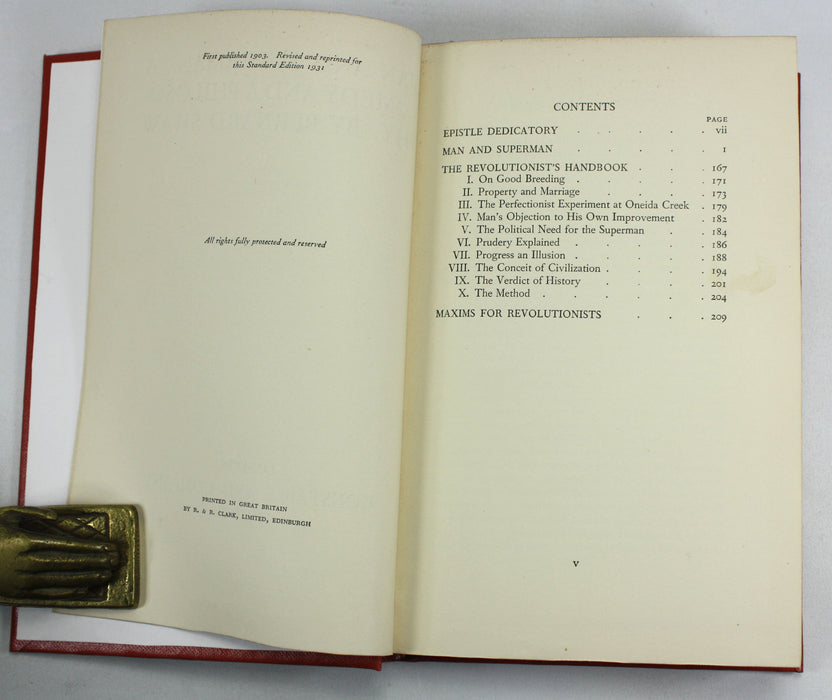 First published 1903. Revised and reprinted for
this Standard Edition 1931
All rights fully protected and reserved
PRINTED IN GREAT BRITAIN
BY R. & R. CLARK, LIMITED, EDINBURGH
CONTENTS
PAGE
EPISTLE DEDICATORY . . . . . vii
MAN AND SUPERMAN . . . . . 1
THE REVOLUTIONIST'S HANDBOOK . . . 167
I. On Good Breeding . . . . . 171
II. Property and Marriage . . . . 173
III. The Perfectionist Experiment at Oneida Creek . 179
IV. Man's Objection to His Own Improvement . . 182
V. The Political Need for the Superman . . . 184
VI. Prudery Explained . . . . . 186
VII. Progress an Illusion . . . . . 188
VIII. The Conceit of Civilization . . . . 194
IX. The Verdict of History . . . . 201
X. The Method . . . . . . 204
MAXIMS FOR REVOLUTIONISTS . . . 209
v